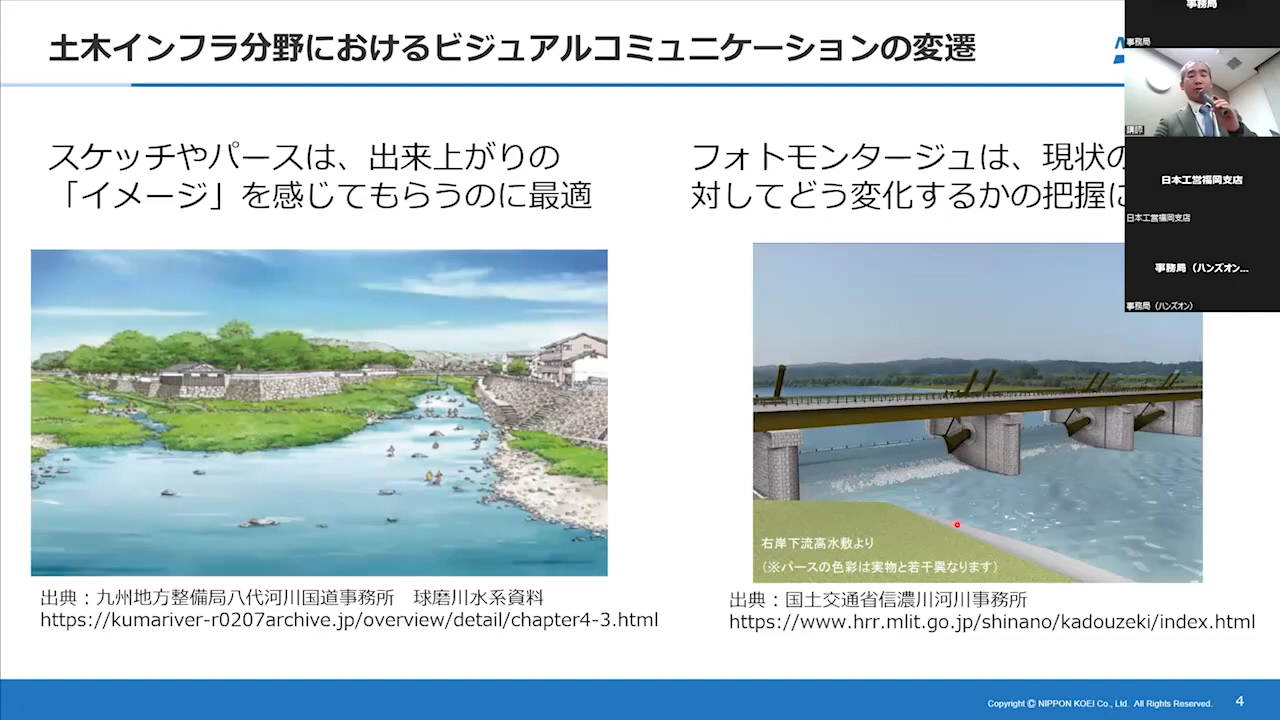 土木インフラ分野におけるビジュアルコミュニケーションの変遷
スケッチやパースは、出来上がりの
「イメージ」を感じてもらうのに最適
フォトモンタージュは、現状の
対してどう変化するかの把握に
右岸下流高水敷より
(※パースの色彩は実物と若干異なります)
出典：九州地方整備局八代河川国道事務所　球磨川水系資料
https://kumariver-r0207archive.jp/overview/detail/chapter4-3.html
出典：国土交通省信濃川河川事務所
https://www.hrr.mlit.go.jp/shinano/kadouzeki/index.html
Copyright © NIPPON KOEI Co., Ltd. All Rights Reserved.
4
事務局
事務局
講師
日本工営福岡支店
日本工営福岡支店
事務局（ハンズオン...
事務局（ハンズオン）